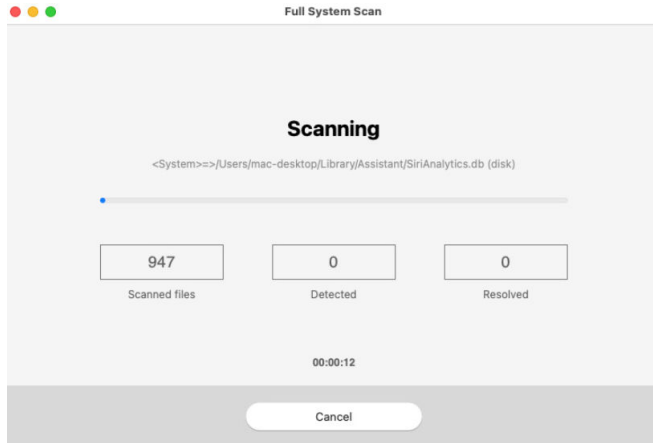 Full System Scan
Scanning
<System>=>/Users/mac-desktop/Library/Assistant/SiriAnalytics.db (disk)
947
0
0
Scanned files
Detected
Resolved
00:00:12
Cancel